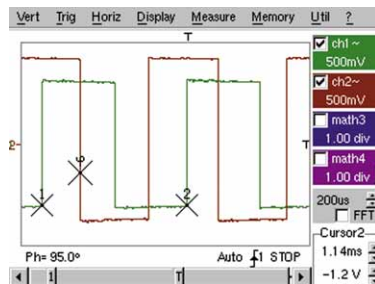 Vert Trig Horiz Display Measure Memory Util ?
T
ch1 ~
500mV
ch2~
500mV
math3
1.00 div
math4
1.00 div
2-
T
1
2
200us
FFT
Cursor2
1.14ms
-1.2 V
Ph= 95.0°
Auto 1 STOP
1
T